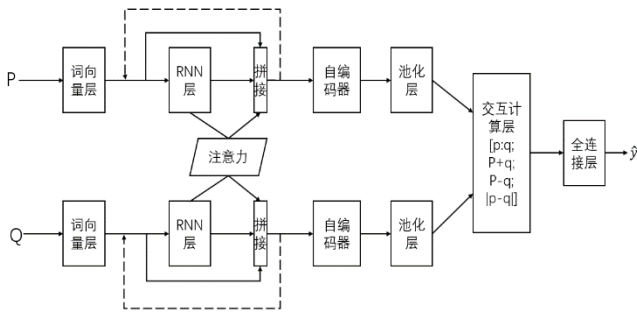 P
词向
量层
RNN
层
拼
接
自编
码器
池化
层
注意力
交互计
算层
[p:q;
P+q;
P-q;
|p-q|]
全连
接层
ŷ
Q
词向
量层
RNN
层
拼
接
自编
码器
池化
层